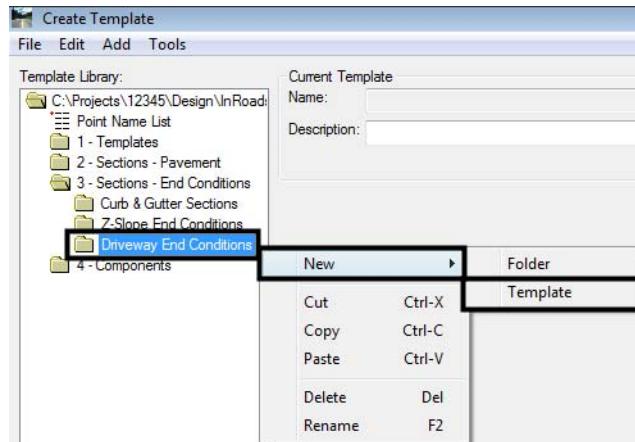 Create Template
File Edit Add Tools
Template Library:
C:\Projects\12345\Design\InRoads
Point Name List
1 - Templates
2 - Sections - Pavement
3 - Sections - End Conditions
Curb & Gutter Sections
Z-Slope End Conditions
Driveway End Conditions
4 - Components
Current Template
Name:
Description:
New
Cut Ctrl-X
Copy Ctrl-C
Paste Ctrl-V
Delete Del
Rename F2
Folder
Template